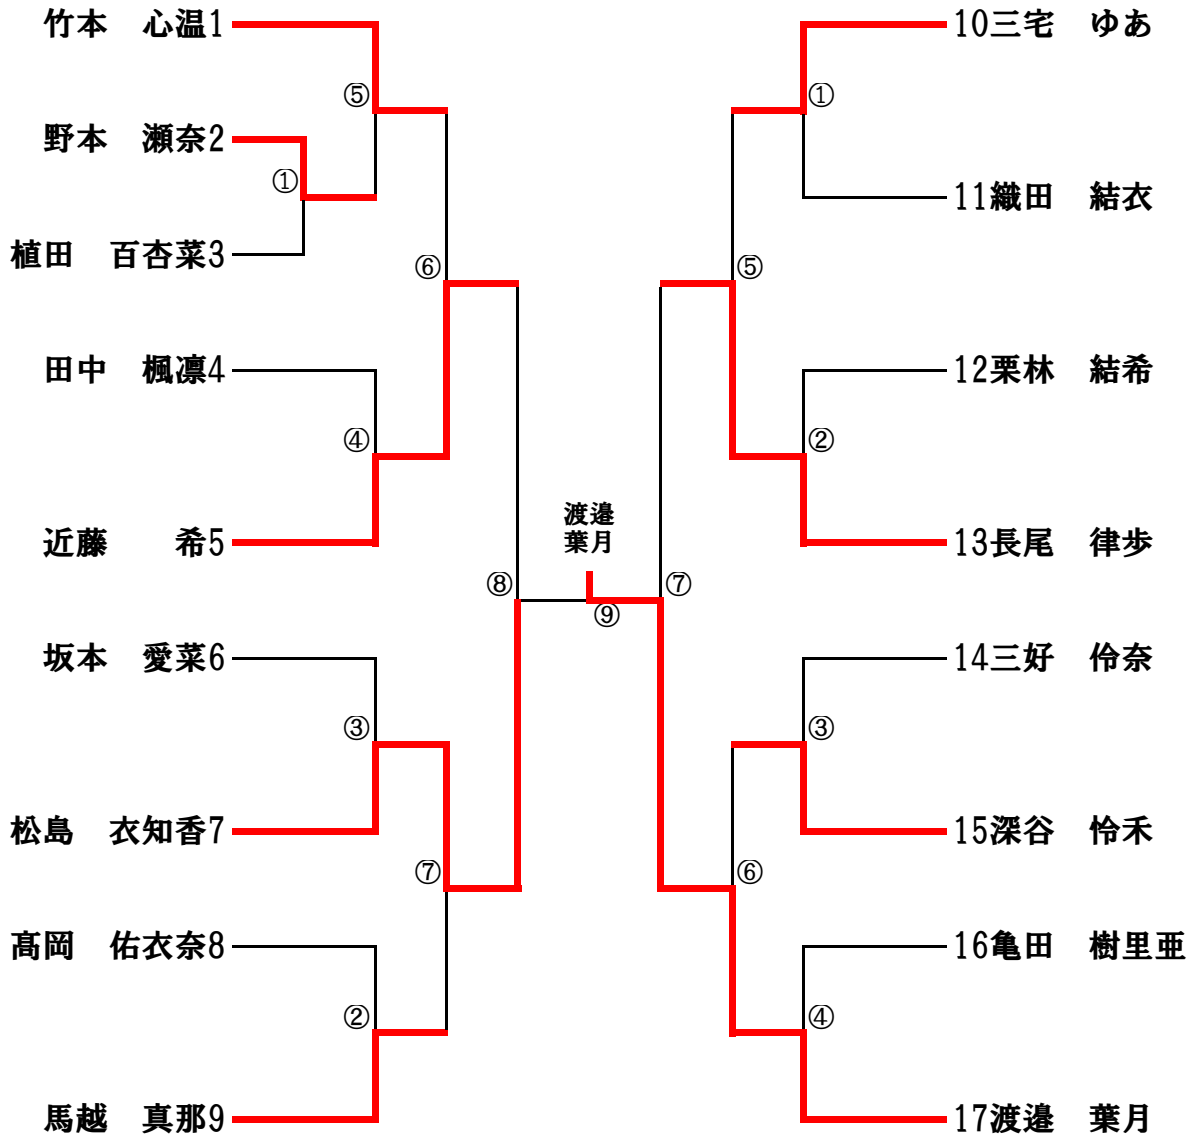 竹本　心温1
⑤
野本　瀬奈2
①
植田　百杏菜3
⑥
田中　楓凛4
④
近藤　　希5
⑧
坂本　愛菜6
③
松島　衣知香7
⑦
髙岡　佑衣奈8
②
馬越　真那9
渡邉
葉月
⑨
10三宅　ゆあ
①
11織田　結衣
⑤
12栗林　結希
②
13長尾　律歩
⑦
14三好　伶奈
③
15深谷　怜禾
⑥
16亀田　樹里亜
④
17渡邉　葉月